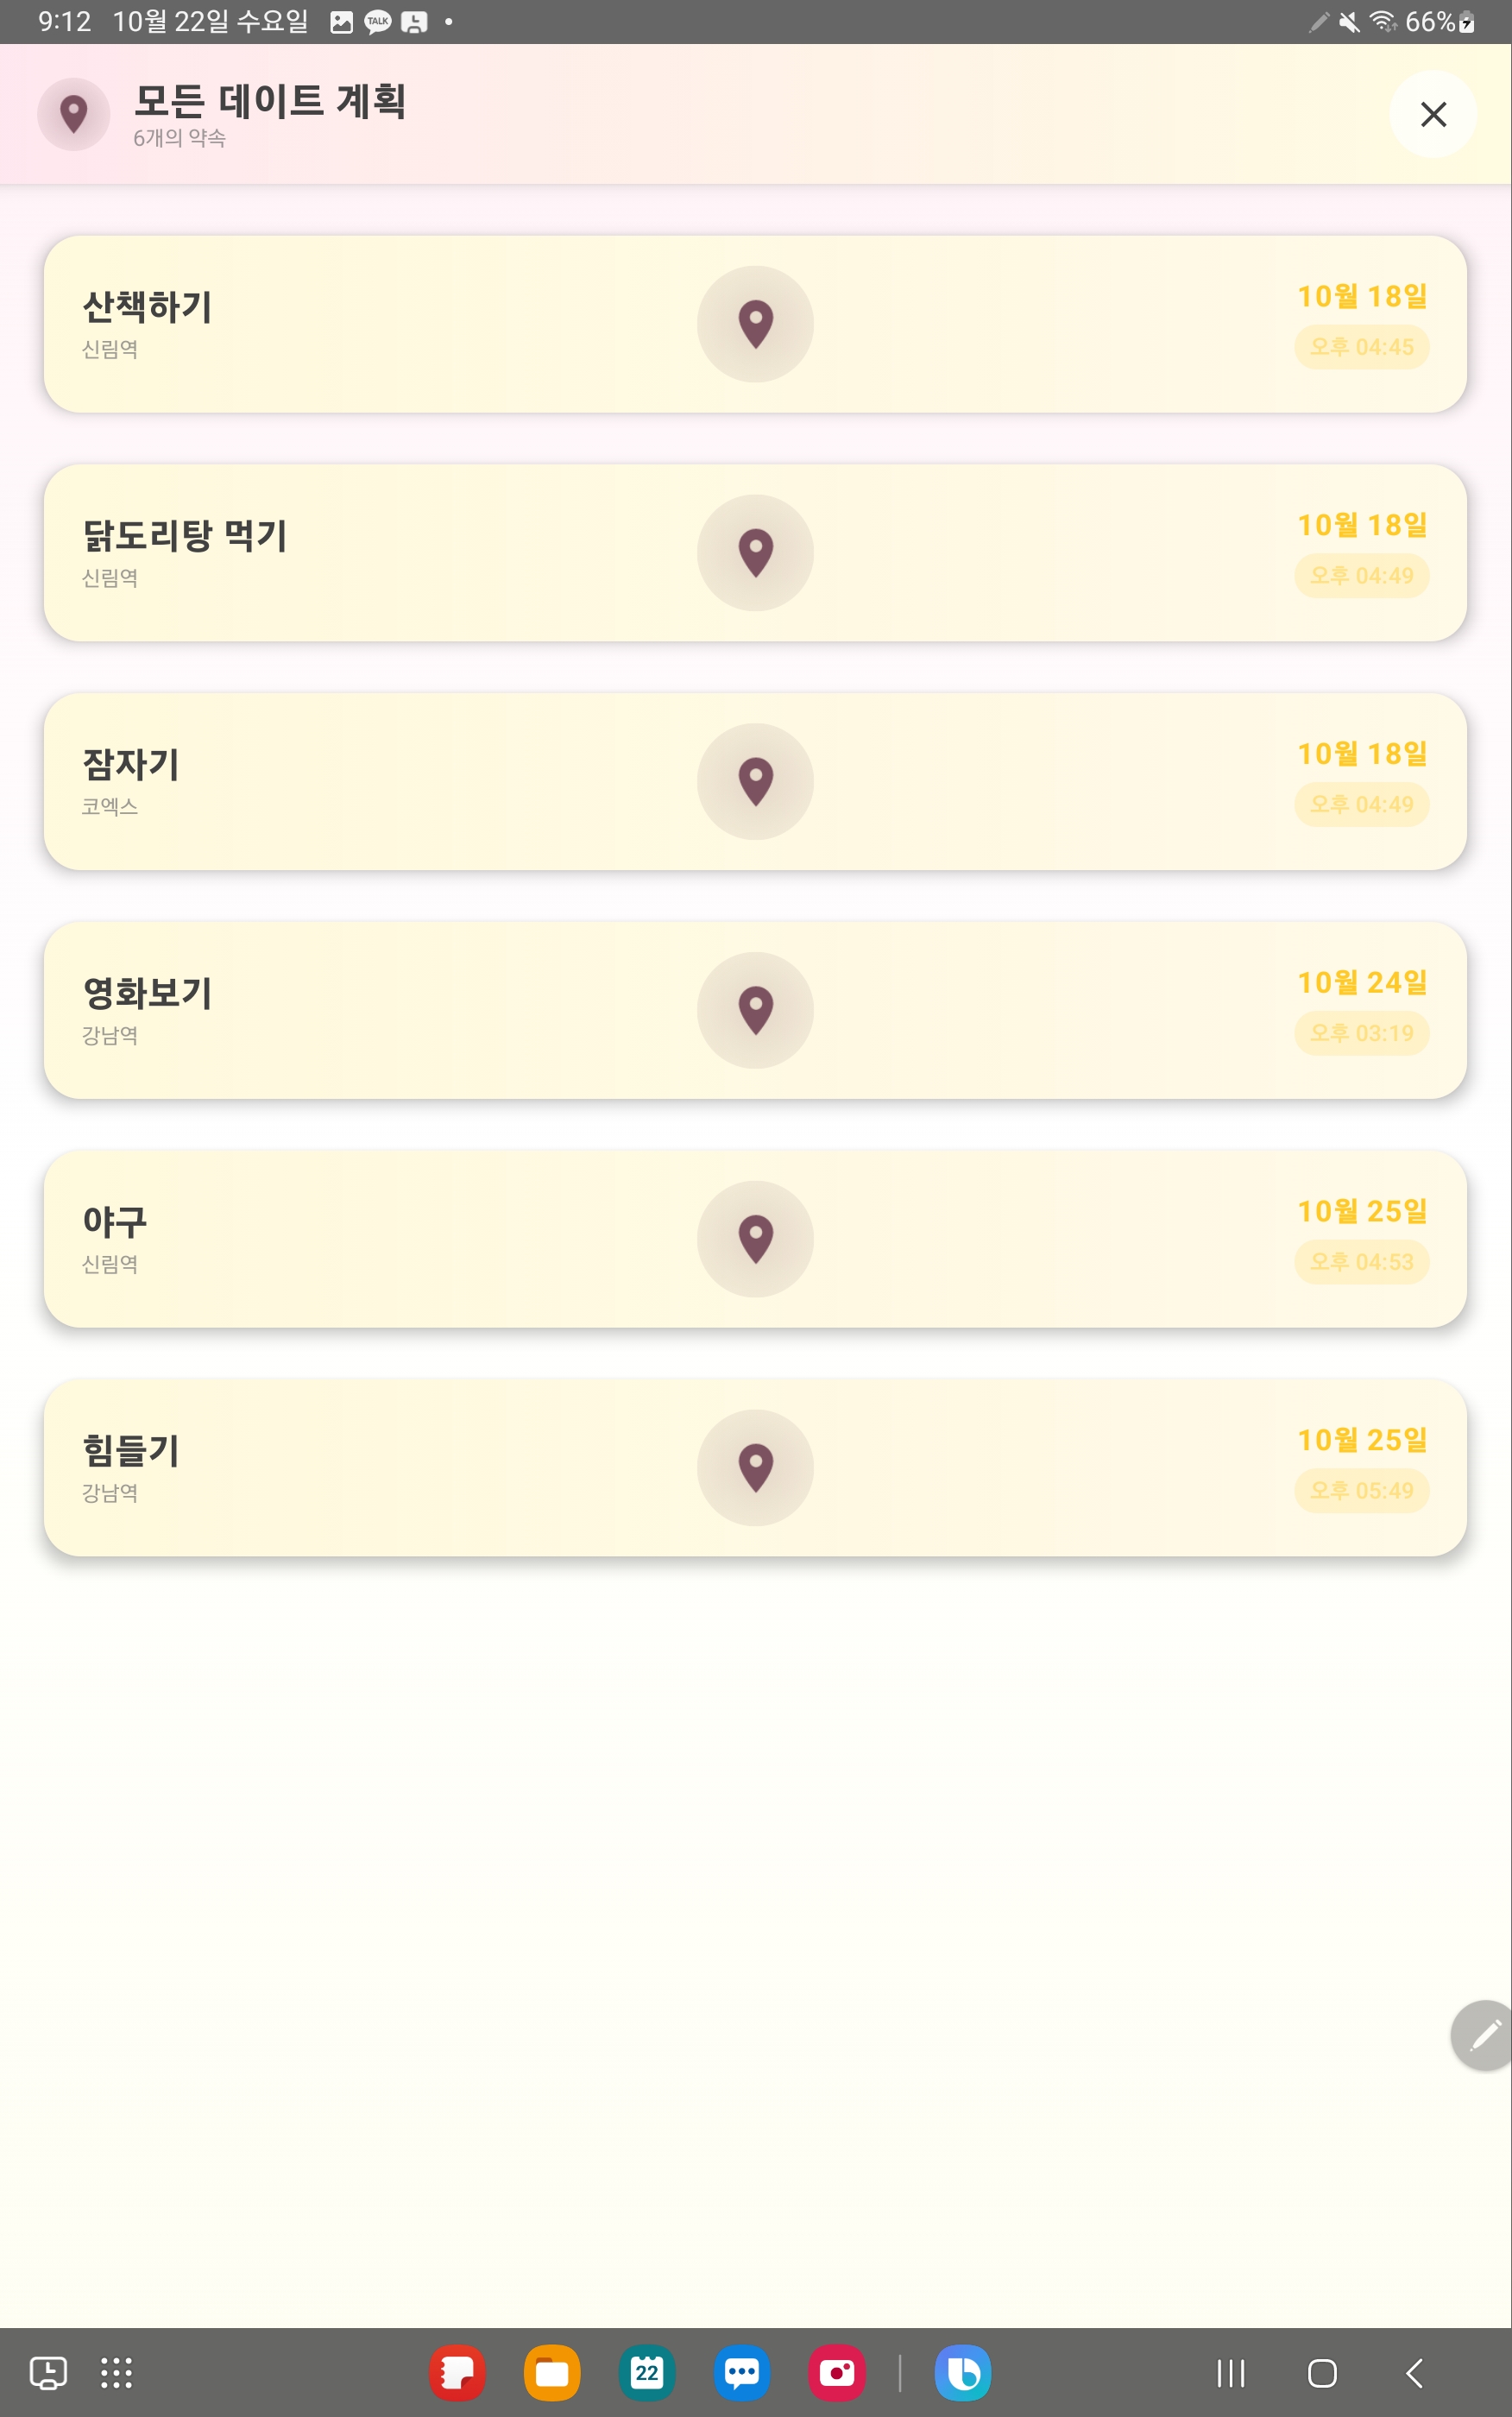 9:12 10월 22일 수요일 TALK 66%
모든 데이트 계획
6개의 약속
산책하기
신림역
10월 18일
오후 04:45
닭도리탕 먹기
신림역
10월 18일
오후 04:49
잠자기
코엑스
10월 18일
오후 04:49
영화보기
강남역
10월 24일
오후 03:19
야구
신림역
10월 25일
오후 04:53
힘들기
강남역
10월 25일
오후 05:49
22